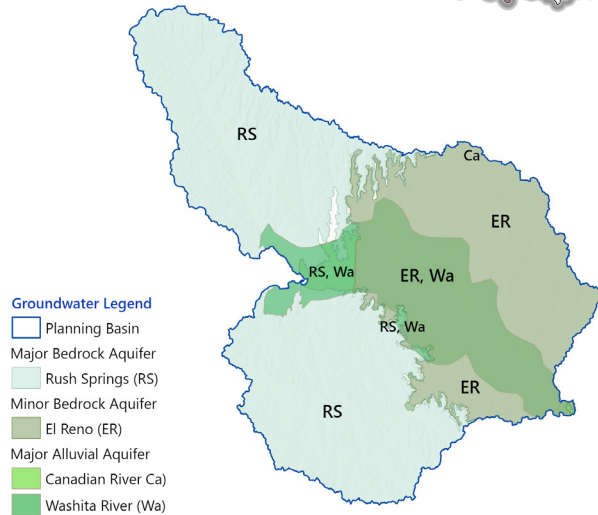 RS
Ca
ER
RS, Wa
ER, Wa
RS, Wa
ER
RS
Groundwater Legend
Planning Basin
Major Bedrock Aquifer
Rush Springs (RS)
Minor Bedrock Aquifer
El Reno (ER)
Major Alluvial Aquifer
Canadian River Ca)
Washita River (Wa)